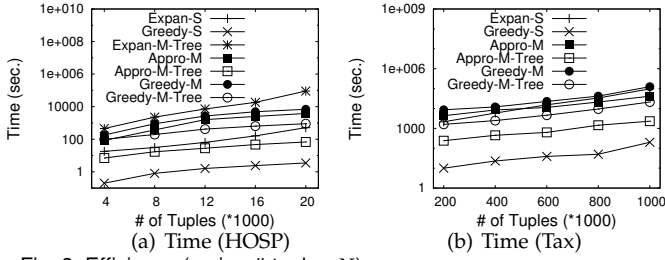 1e+010
1e+008
1e+006
10000
100
1
Time (sec.)
Expan-S
Greedy-S
Expan-M-Tree
Appro-M
Appro-M-Tree
Greedy-M
Greedy-M-Tree
4 8 12 16 20
# of Tuples (*1000)
(a) Time (HOSP)
1e+009
1e+006
1000
1
Time (sec.)
Expan-S
Greedy-S
Appro-M
Appro-M-Tree
Greedy-M
Greedy-M-Tree
200 400 600 800 1000
# of Tuples (*1000)
(b) Time (Tax)